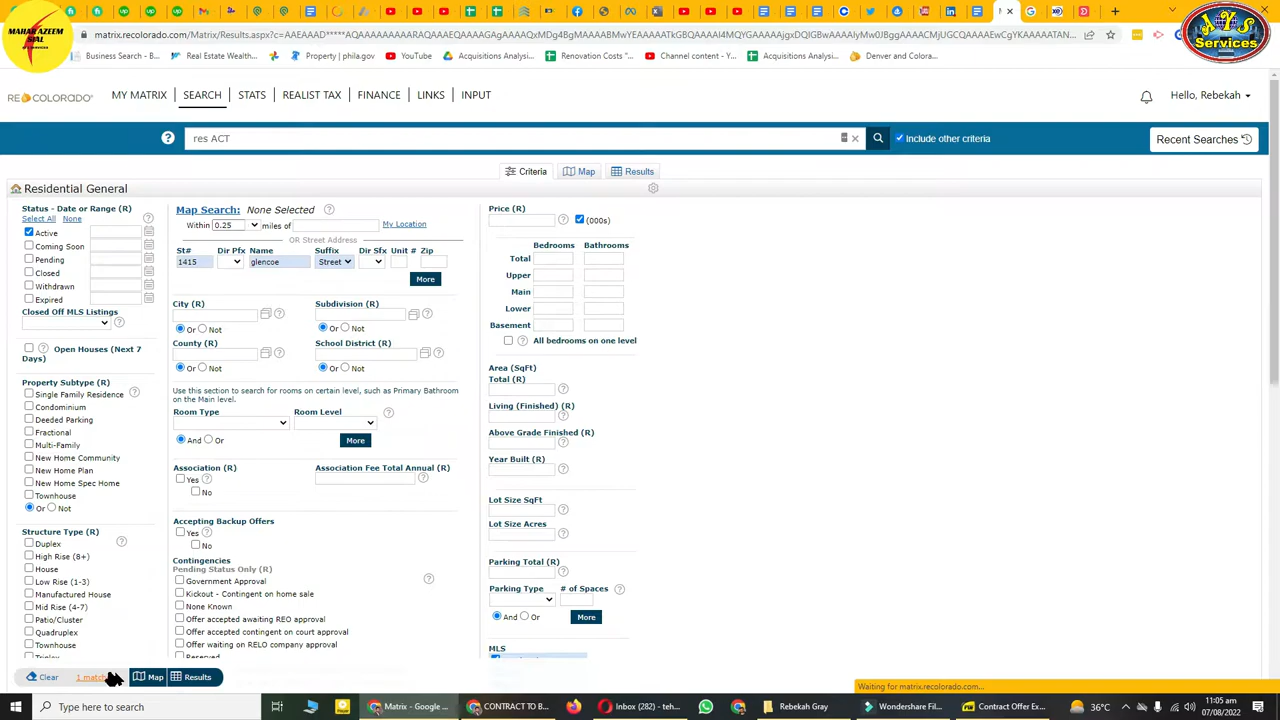 MAHAR AZEEM
SIAL
AVS
Services
M
matrix.recolorado.com/Matrix/Results.aspx?c=
Business Search - B...
Real Estate Wealth...
Property | phila.gov
YouTube
Acquisitions Analysi...
Renovation Costs "...
Channel content - Y...
Acquisitions Analysi...
Denver and Colora...
RECOLORADO
MY MATRIX
SEARCH
STATS
REALIST TAX
FINANCE
LINKS
INPUT
Hello, Rebekah
res ACT
Include other criteria
Recent Searches
Criteria
Map
Results
Residential General
Status - Date or Range (R)
Select All None
Active
Coming Soon
Pending
Closed
Withdrawn
Expired
Closed Off MLS Listings
Open Houses (Next 7
Days)
Property Subtype (R)
Single Family Residence
Condominium
Deeded Parking
Fractional
Multi-Family
New Home Community
New Home Plan
New Home Spec Home
Townhouse
Or Not
Structure Type (R)
Duplex
High Rise (8+)
House
Low Rise (1-3)
Manufactured House
Mid Rise (4-7)
Patio/Cluster
Quadruplex
Townhouse
Triplex
Map Search: None Selected
Within 0.25 miles of My Location
OR Street Address
St# Dir Pfx Name Suffix Dir Sfx Unit # Zip
1415 glencoe Street
More
City (R) Subdivision (R)
Or Not Or Not
County (R) School District (R)
Or Not Or Not
Use this section to search for rooms on certain level, such as Primary Bathroom
on the Main level.
Room Type Room Level
And Or More
Association (R) Association Fee Total Annual (R)
Yes
No
Accepting Backup Offers
Yes
No
Contingencies
Pending Status Only (R)
Government Approval
Kickout - Contingent on home sale
None Known
Offer accepted awaiting REO approval
Offer accepted contingent on court approval
Offer waiting on RELO company approval
Reserved
Price (R)
(000s)
Bedrooms Bathrooms
Total
Upper
Main
Lower
Basement
All bedrooms on one level
Area (SqFt)
Total (R)
Living (Finished) (R)
Above Grade Finished (R)
Year Built (R)
Lot Size SqFt
Lot Size Acres
Parking Total (R)
Parking Type # of Spaces
And Or More
MLS
Clear
1 match
Map
Results
Waiting for matrix.recolorado.com...
Type here to search
Matrix - Google ...
CONTRACT TO B...
Inbox (282) - teh...
Rebekah Gray
Wondershare Fil...
Contract Offer Ex...
36°C
11:05 am
07/08/2022